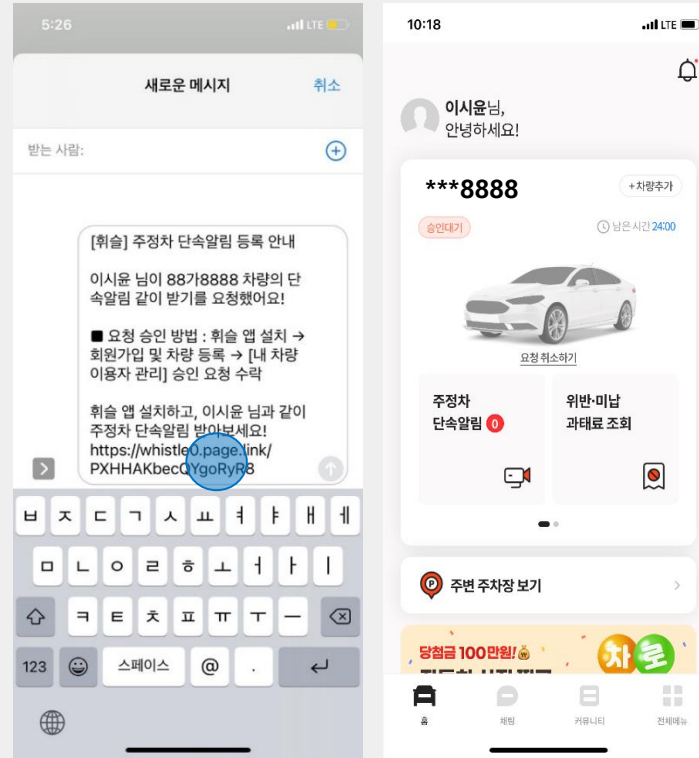 5:26
LTE
새로운 메시지
취소
받는 사람:
[휘슬] 주정차 단속알림 등록 안내
이시윤 님이 88가8888 차량의 단
속알림 같이 받기를 요청했어요!
■ 요청 승인 방법 : 휘슬 앱 설치 →
회원가입 및 차량 등록 → [내 차량
이용자 관리] 승인 요청 수락
휘슬 앱 설치하고, 이시윤 님과 같이
주정차 단속알림 받아보세요!
https://whistle0.page.link/
PXHHAKbecQYgoRyR8
ㅂ ㅈ ㄷ ㄱ ㅅ ㅛ ㅕ ㅑ ㅐ ㅔ
ㅁ ㄴ ㅇ ㄹ ㅎ ㅗ ㅓ ㅏ ㅣ
ㅋ ㅌ ㅊ ㅍ ㅠ ㅜ ㅡ
123 스페이스 @ .
10:18
LTE
이시윤님,
안녕하세요!
***8888
+차량추가
승인대기
남은 시간 24:00
요청 취소하기
주정차
단속알림 0
위반·미납
과태료 조회
P 주변 주차장 보기
당첨금 100만원!
차로
홈
채팅
커뮤니티
전체메뉴